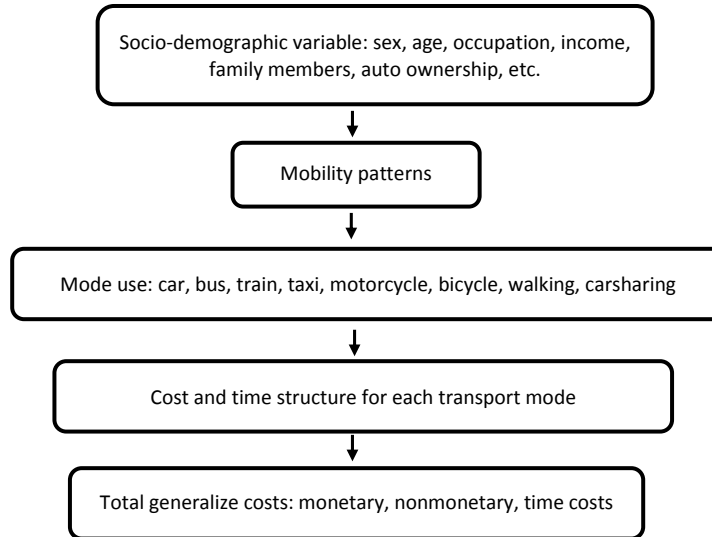 Socio-demographic variable: sex, age, occupation, income,
family members, auto ownership, etc.
Mobility patterns
Mode use: car, bus, train, taxi, motorcycle, bicycle, walking, carsharing
Cost and time structure for each transport mode
Total generalize costs: monetary, nonmonetary, time costs